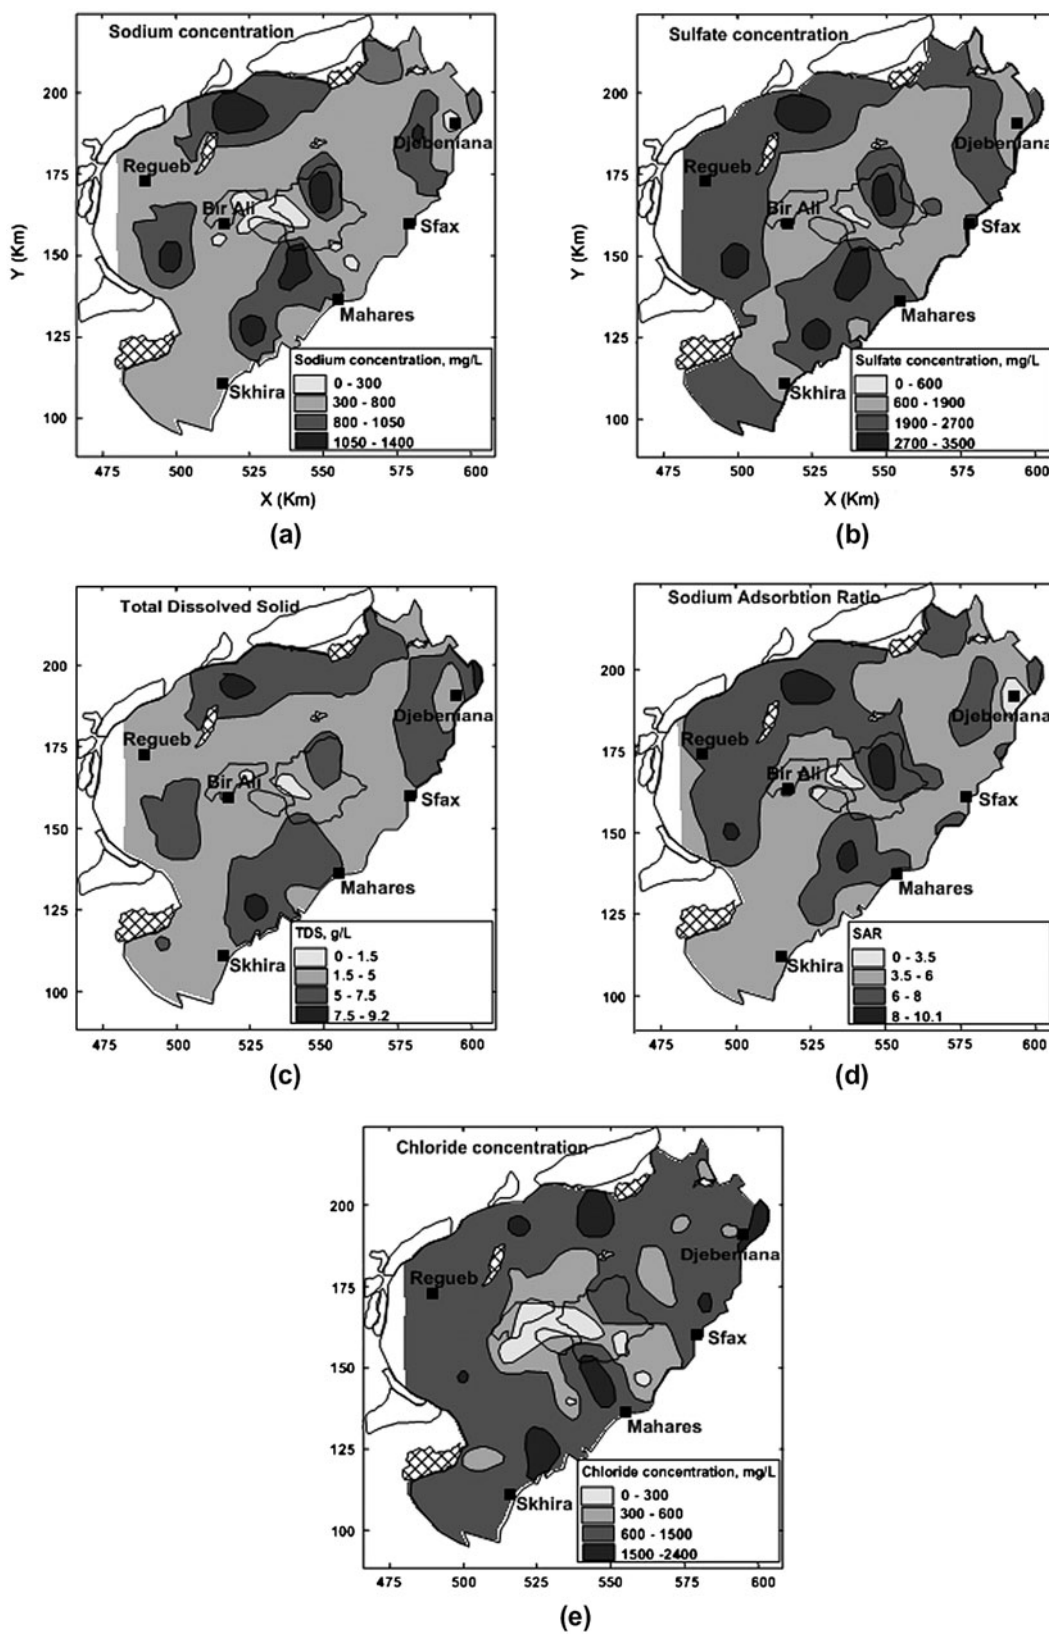 Sodium concentration
200
175
150
125
100
Y (Km)
Regueb
Bir Ali
Djebeniana
Sfax
Mahares
Skhira
Sodium concentration, mg/L
0 - 300
300 - 800
800 - 1050
1050 - 1400
475 500 525 550 575 600
X (Km)
(a)
Sulfate concentration
200
175
150
125
100
Y (Km)
Regueb
Bir Ali
Djebeniana
Sfax
Mahares
Skhira
Sulfate concentration, mg/L
0 - 600
600 - 1900
1900 - 2700
2700 - 3500
475 500 525 550 575 600
X (Km)
(b)
Total Dissolved Solid
200
175
150
125
100
Regueb
Bir Ali
Djebeniana
Sfax
Mahares
Skhira
TDS, g/L
0 - 1.5
1.5 - 5
5 - 7.5
7.5 - 9.2
475 500 525 550 575 600
(c)
Sodium Adsorbtion Ratio
200
175
150
125
100
Regueb
Bir Ali
Djebeniana
Sfax
Mahares
Skhira
SAR
0 - 3.5
3.5 - 6
6 - 8
8 - 10.1
475 500 525 550 575 600
(d)
Chloride concentration
200
175
150
125
100
Regueb
Djebeniana
Sfax
Mahares
Skhira
Chloride concentration, mg/L
0 - 300
300 - 600
600 - 1500
1500 -2400
475 500 525 550 575 600
(e)